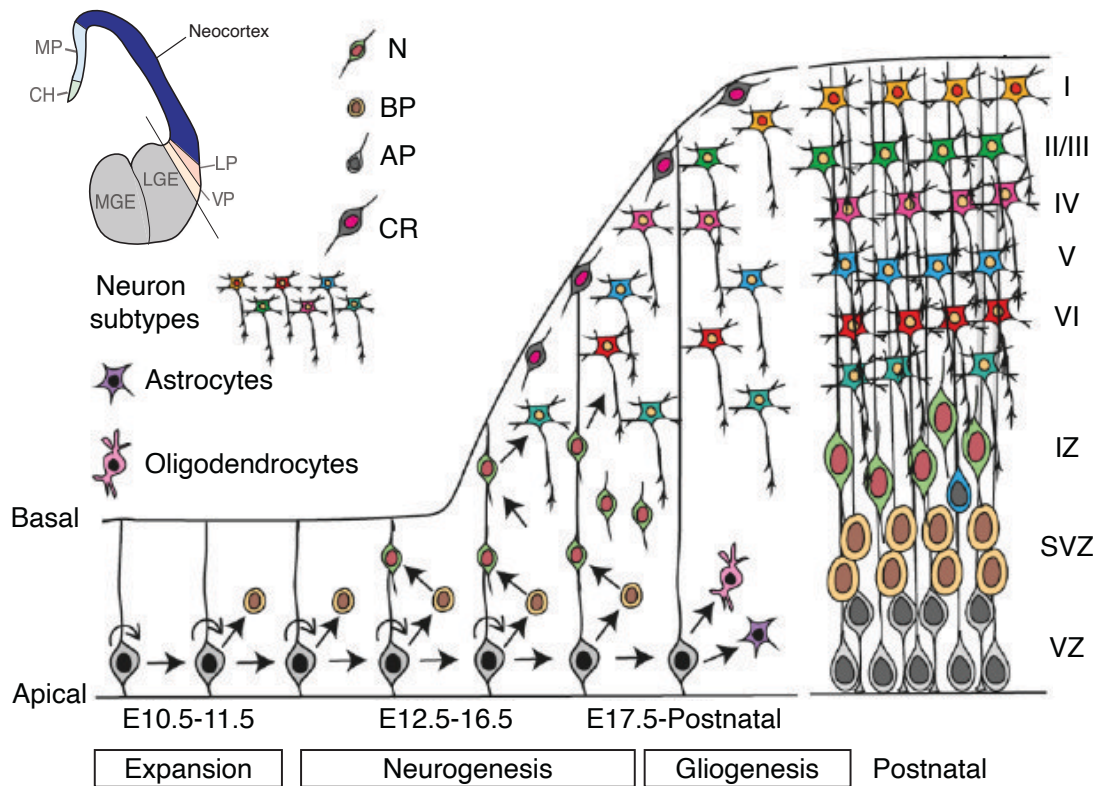 Neocortex
MP
CH
LGE
MGE
LP
VP
N
BP
AP
CR
Neuron
subtypes
Astrocytes
Oligodendrocytes
Basal
Apical
I
II/III
IV
V
VI
IZ
SVZ
VZ
E10.5-11.5
E12.5-16.5
E17.5-Postnatal
Expansion
Neurogenesis
Gliogenesis
Postnatal